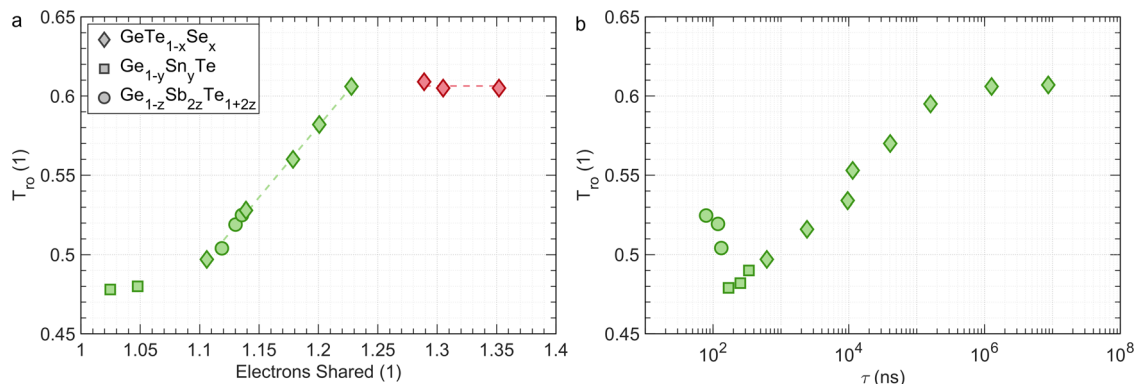 a
GeTe1-xSex
Ge1-ySnyTe
Ge1-zSb2zTe1+2z
0.65
0.6
0.55
0.5
0.45
Tro (1)
1 1.05 1.1 1.15 1.2 1.25 1.3 1.35 1.4
Electrons Shared (1)
b
0.65
0.6
0.55
0.5
0.45
Tro (1)
10^2 10^4 10^6 10^8
τ (ns)